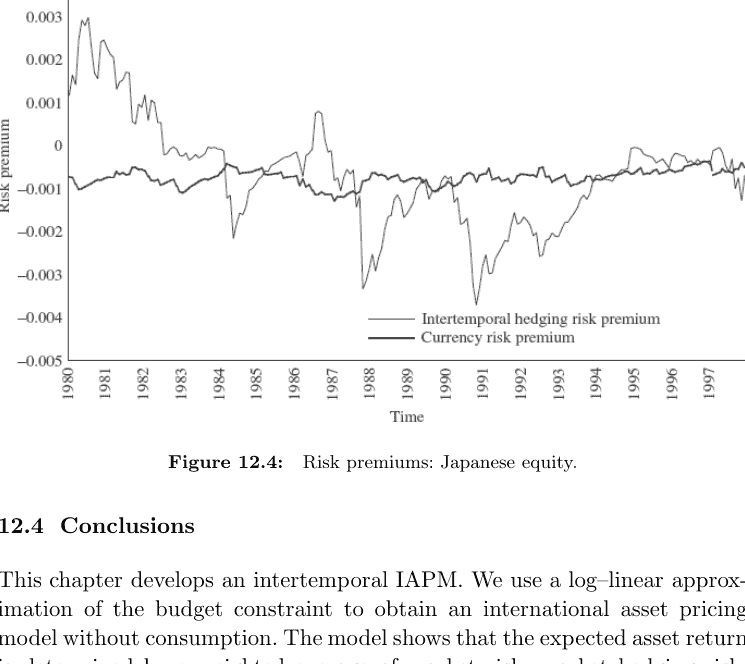 0.003
0.002
0.001
0
–0.001
–0.002
–0.003
–0.004
–0.005
Risk premium
Intertemporal hedging risk premium
Currency risk premium
1980 1981 1982 1983 1984 1985 1986 1987 1988 1989 1990 1991 1992 1993 1994 1995 1996 1997
Time
Figure 12.4: Risk premiums: Japanese equity.
12.4 Conclusions
This chapter develops an intertemporal IAPM. We use a log–linear approx-
imation of the budget constraint to obtain an international asset pricing
model without consumption. The model shows that the expected asset return